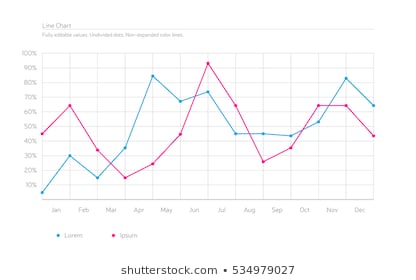 Line Chart
Fully editable values. Unextruded dots. Non-expanded color lines.
100%
90%
80%
70%
60%
50%
40%
30%
20%
10%
Jan Feb Mar Apr May Jun Jul Aug Sep Oct Nov Dec
Lorem Ipsum
shutterstock.com • 534979027